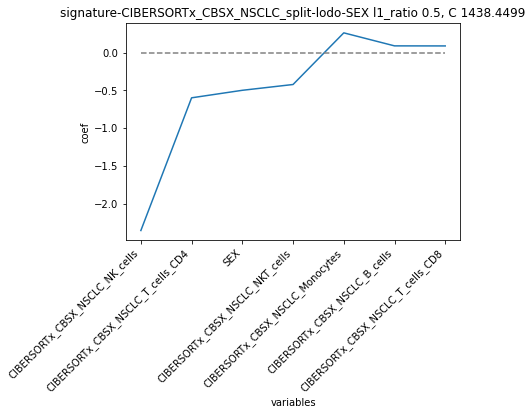 signature-CIBERSORTx_CBSX_NSCLC_split-lodo-SEX l1_ratio 0.5, C 1438.4499
coef
0.0
−0.5
−1.0
−1.5
−2.0
CIBERSORTx_CBSX_NSCLC_NK_cells
CIBERSORTx_CBSX_NSCLC_T_cells_CD4
SEX
CIBERSORTx_CBSX_NSCLC_NKT_cells
CIBERSORTx_CBSX_NSCLC_Monocytes
CIBERSORTx_CBSX_NSCLC_B_cells
CIBERSORTx_CBSX_NSCLC_T_cells_CD8
variables